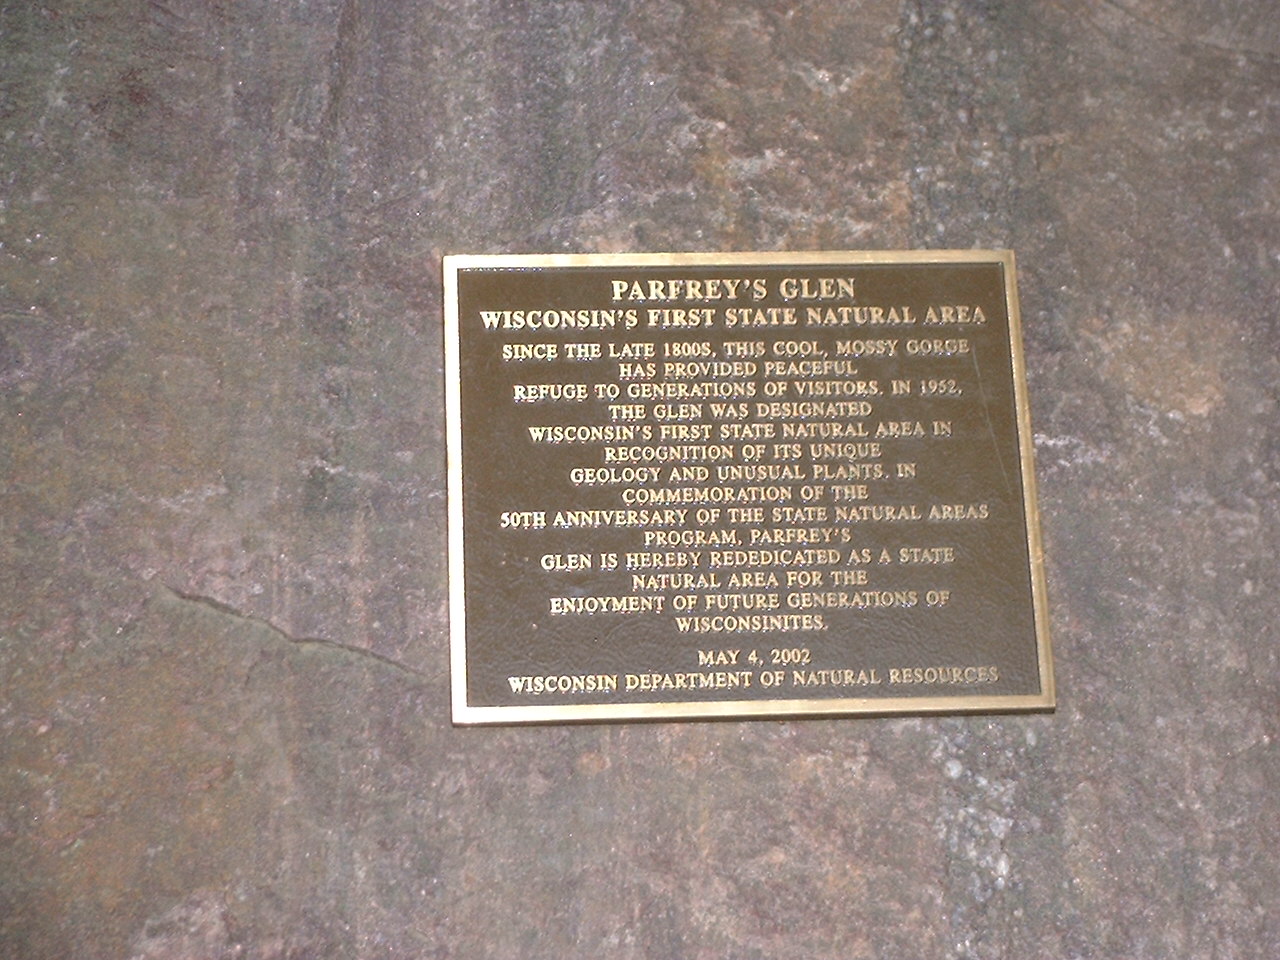 PARFREY'S GLEN
WISCONSIN'S FIRST STATE NATURAL AREA
SINCE THE LATE 1800S, THIS COOL, MOSSY GORGE
HAS PROVIDED PEACEFUL
REFUGE TO GENERATIONS OF VISITORS. IN 1952,
THE GLEN WAS DESIGNATED
WISCONSIN'S FIRST STATE NATURAL AREA IN
RECOGNITION OF ITS UNIQUE
GEOLOGY AND UNUSUAL PLANTS. IN
COMMEMORATION OF THE
50TH ANNIVERSARY OF THE STATE NATURAL AREAS
PROGRAM, PARFREY'S
GLEN IS HEREBY REDEDICATED AS A STATE
NATURAL AREA FOR THE
ENJOYMENT OF FUTURE GENERATIONS OF
WISCONSINITES.
MAY 4, 2002
WISCONSIN DEPARTMENT OF NATURAL RESOURCES